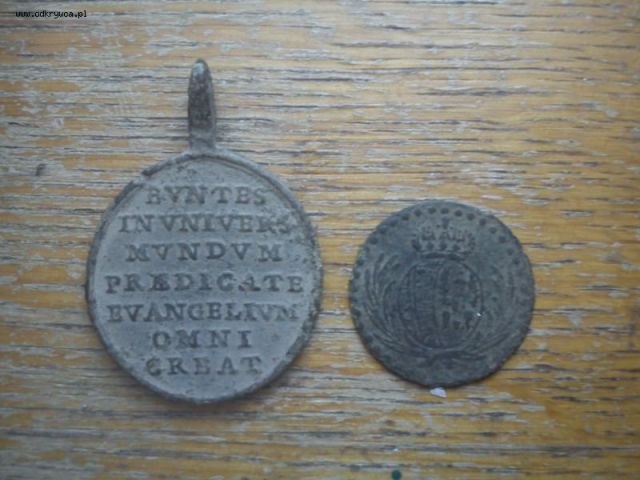 www.odkrywca.pl
EVNTES
IN VNIVERS
MVNDVM
PRÆDICATE
EVANGELIVM
OMNI
CREAT